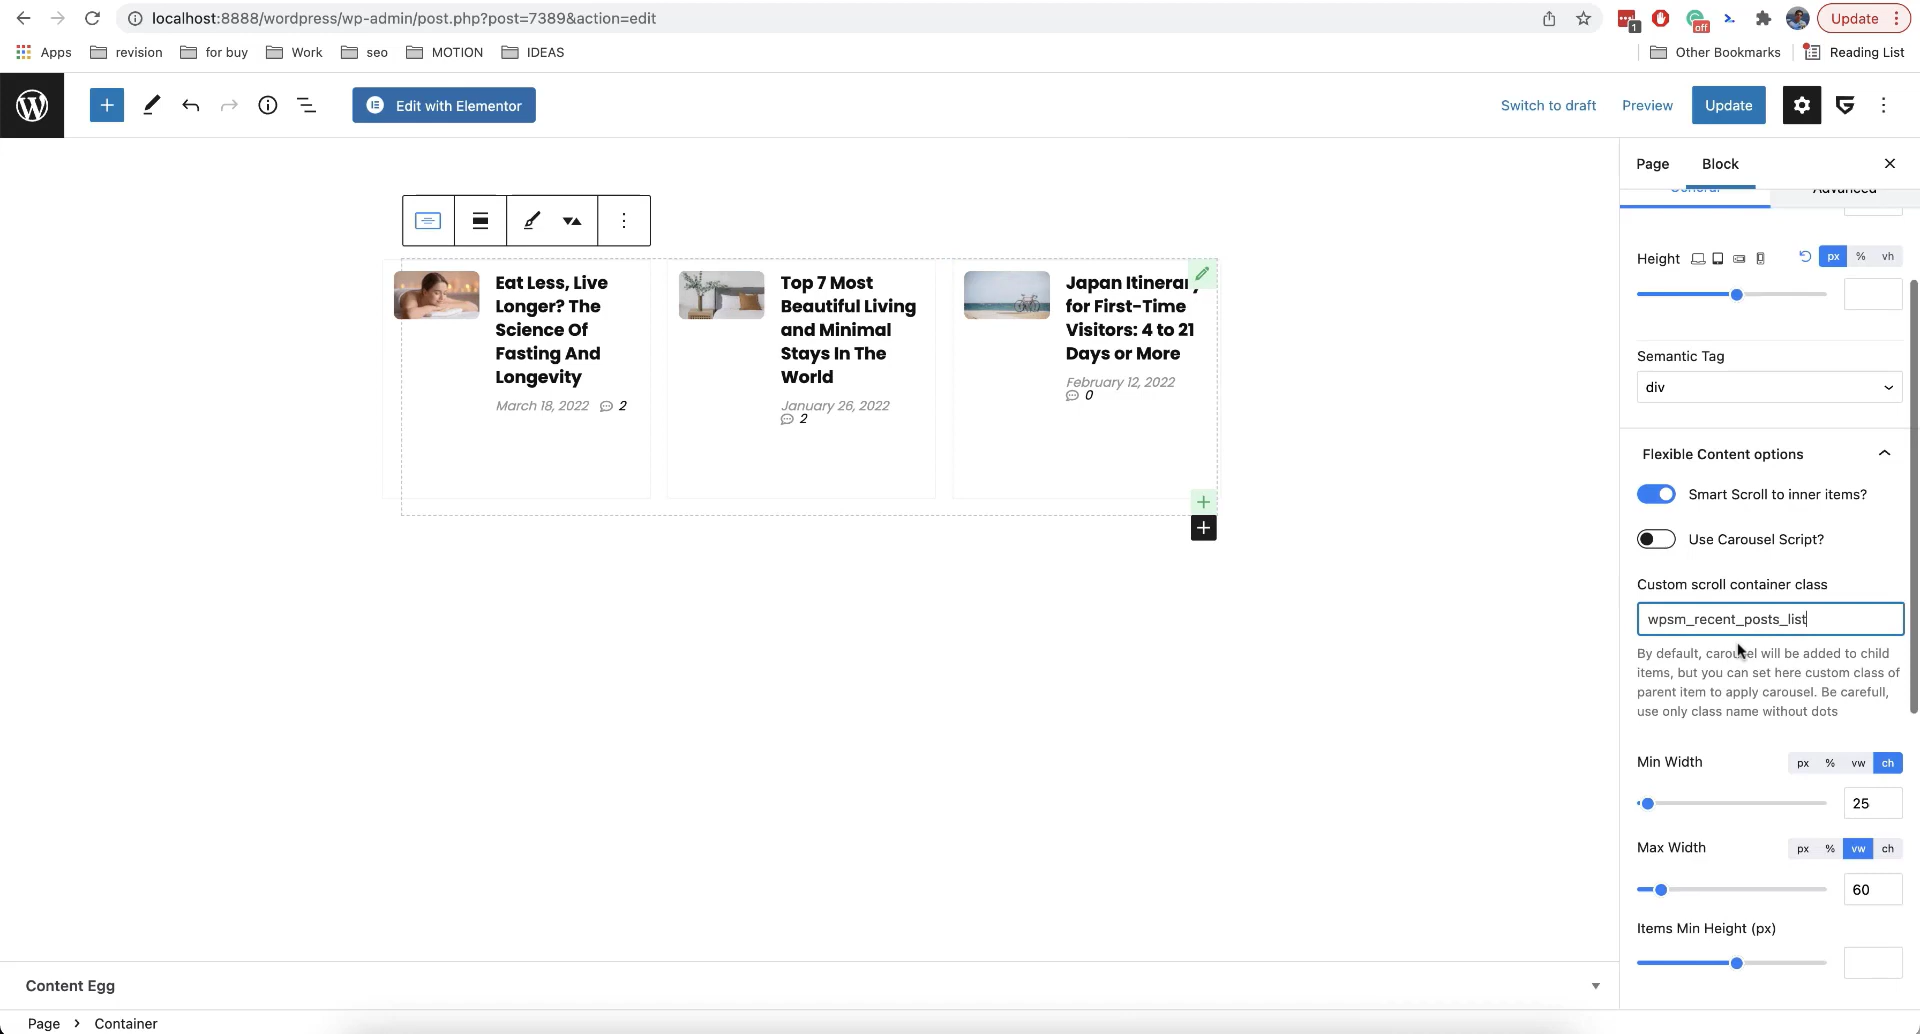 localhost:8888/wordpress/wp-admin/post.php?post=7389&action=edit
1
off
Update
Apps
revision
for buy
Work
seo
MOTION
IDEAS
Other Bookmarks
Reading List
Edit with Elementor
Switch to draft
Preview
Update
Page
Block
General
Advanced
Height
px
%
vh
Eat Less, Live
Longer? The
Science Of
Fasting And
Longevity
March 18, 2022 2
Top 7 Most
Beautiful Living
and Minimal
Stays In The
World
January 26, 2022
2
Japan Itinerary
for First-Time
Visitors: 4 to 21
Days or More
February 12, 2022
0
Semantic Tag
div
Flexible Content options
Smart Scroll to inner items?
Use Carousel Script?
Custom scroll container class
wpsm_recent_posts_list
By default, carousel will be added to child
items, but you can set here custom class of
parent item to apply carousel. Be carefull,
use only class name without dots
Min Width
px % vw ch
25
Max Width
px % vw ch
60
Items Min Height (px)
Content Egg
Page › Container